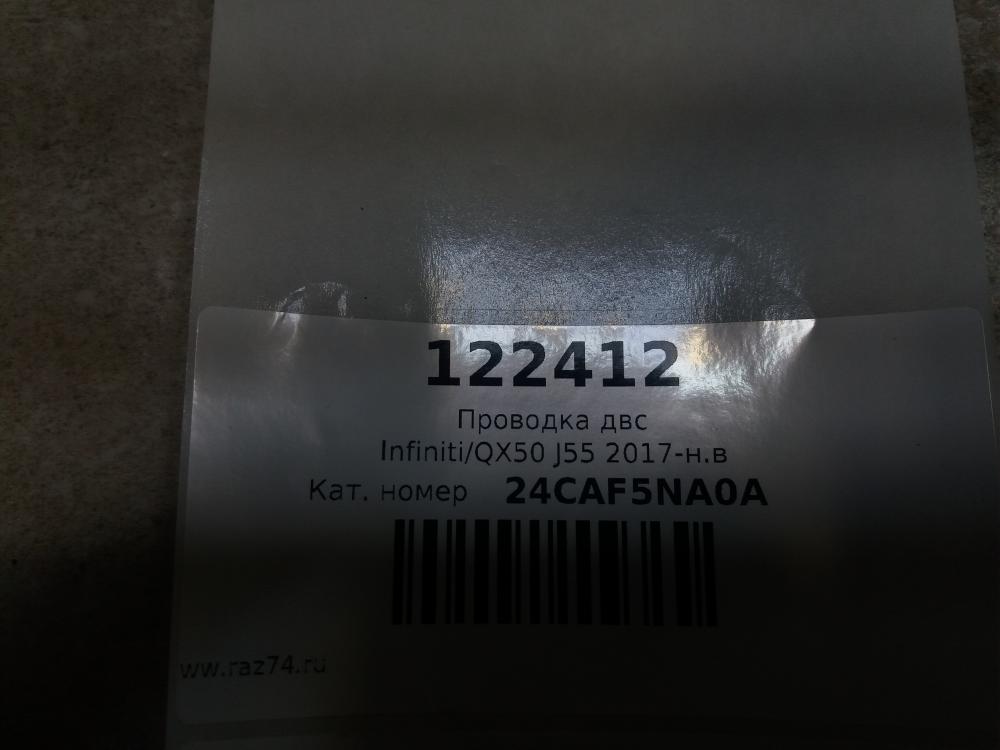 122412
Проводка двс
Infiniti/QX50 J55 2017-н.в
Кат. номер 24CAF5NA0A
ww.raz74.ru